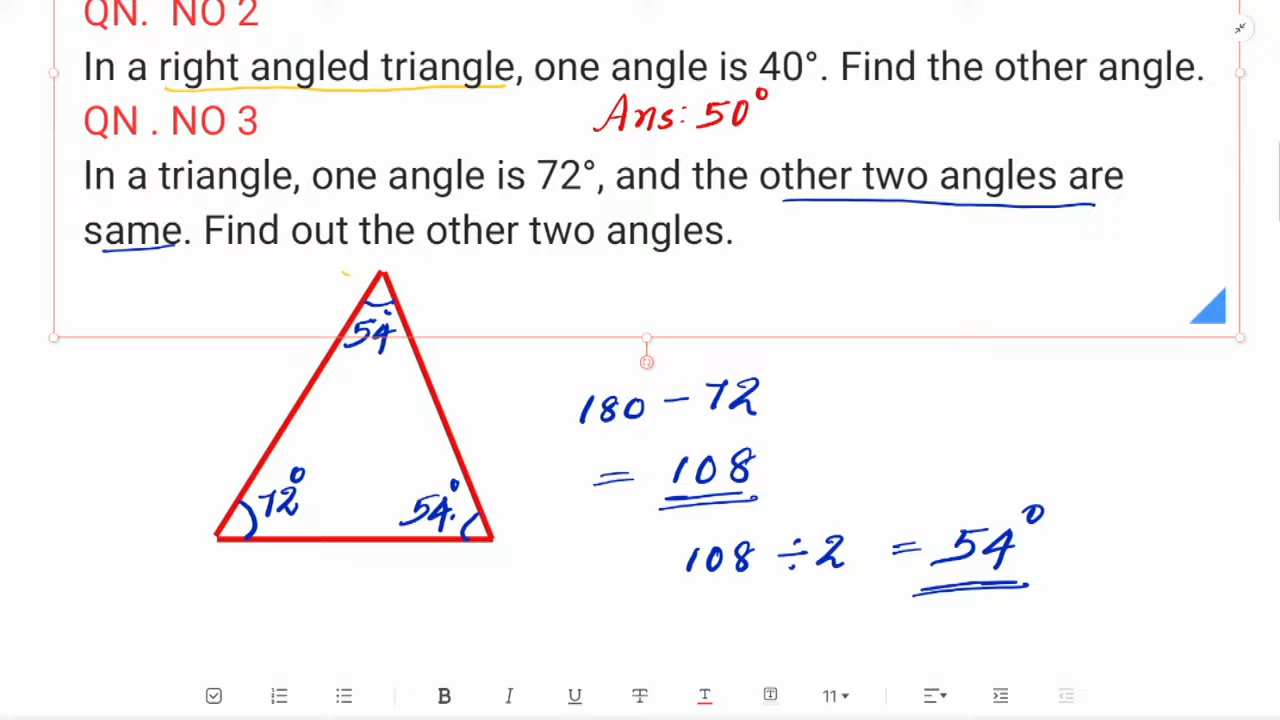 QN. NO 2
In a right angled triangle, one angle is 40°. Find the other angle.
Ans: 50°
QN . NO 3
In a triangle, one angle is 72°, and the other two angles are
same. Find out the other two angles.
54°
180 - 72
= 108
72°
54°
108 ÷ 2 = 54°
B I U T T T 11